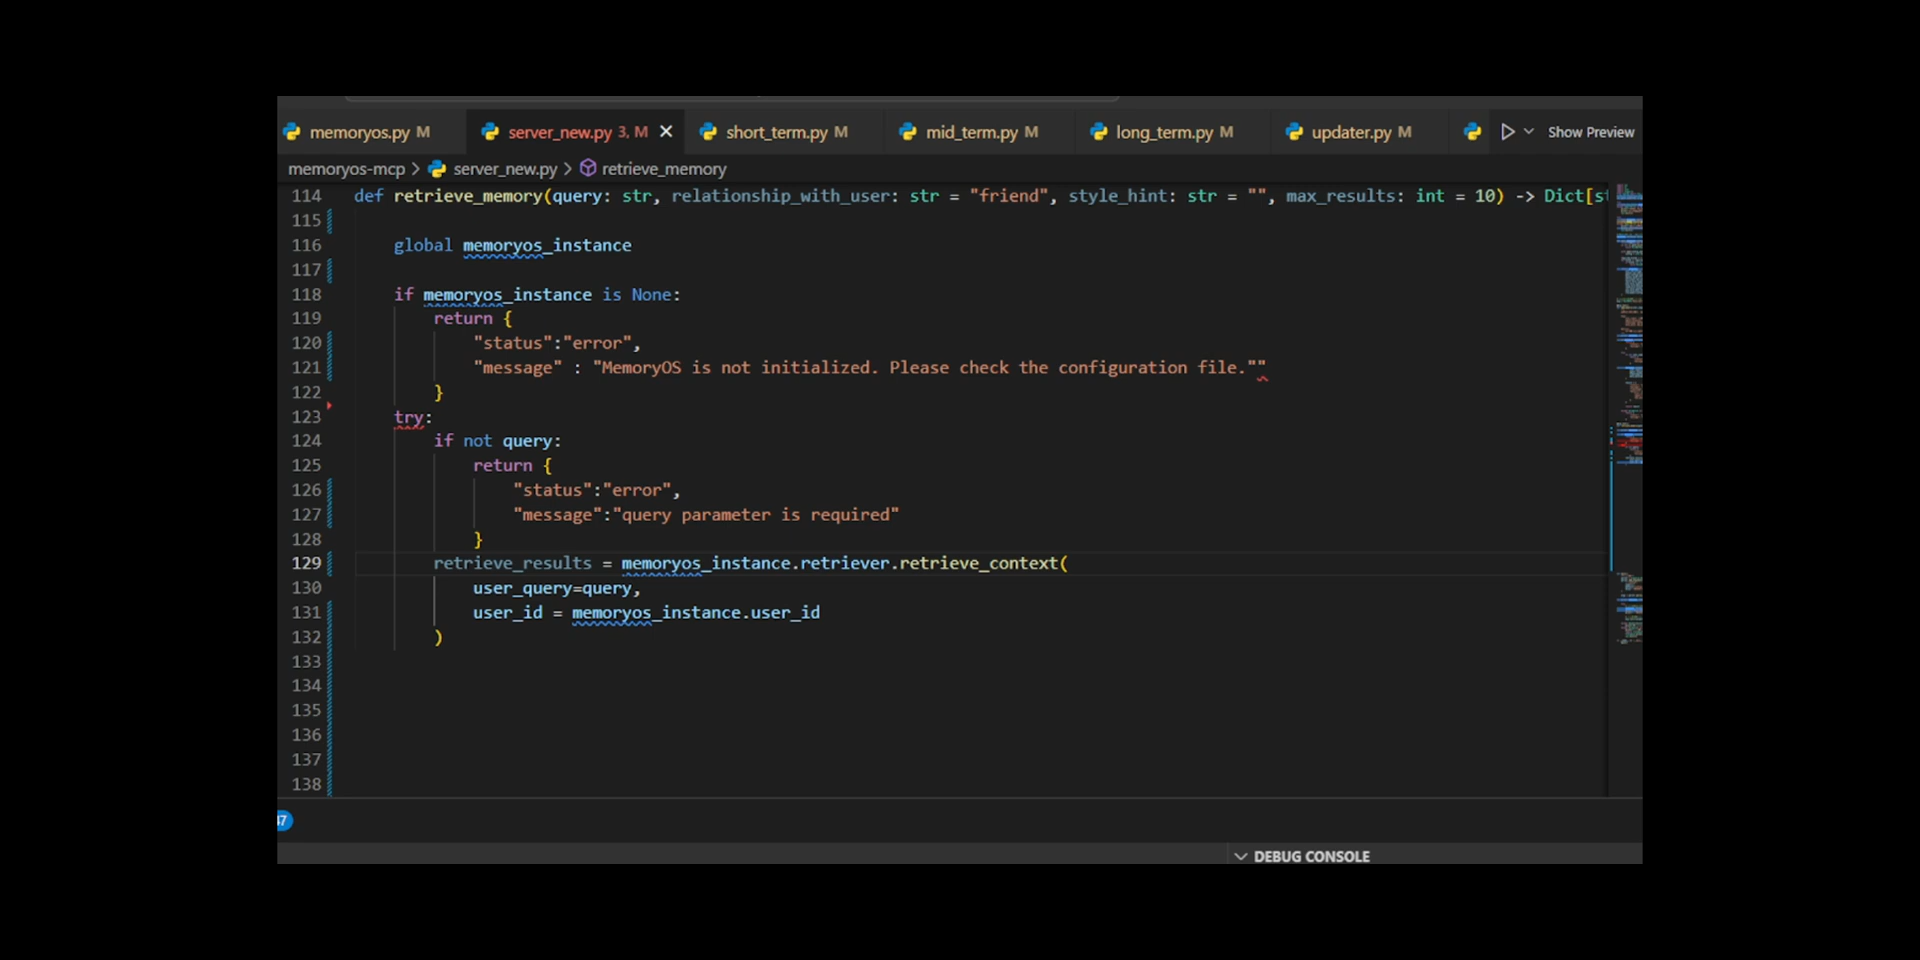 memoryos.py M server_new.py 3, M short_term.py M mid_term.py M long_term.py M updater.py M Show Preview
memoryos-mcp > server_new.py > retrieve_memory
114 def retrieve_memory(query: str, relationship_with_user: str = "friend", style_hint: str = "", max_results: int = 10) -> Dict[st
115
116 global memoryos_instance
117
118 if memoryos_instance is None:
119 return {
120 "status":"error",
121 "message" : "MemoryOS is not initialized. Please check the configuration file.""
122 }
123 try:
124 if not query:
125 return {
126 "status":"error",
127 "message":"query parameter is required"
128 }
129 retrieve_results = memoryos_instance.retriever.retrieve_context(
130 user_query=query,
131 user_id = memoryos_instance.user_id
132 )
133
134
135
136
137
138
DEBUG CONSOLE